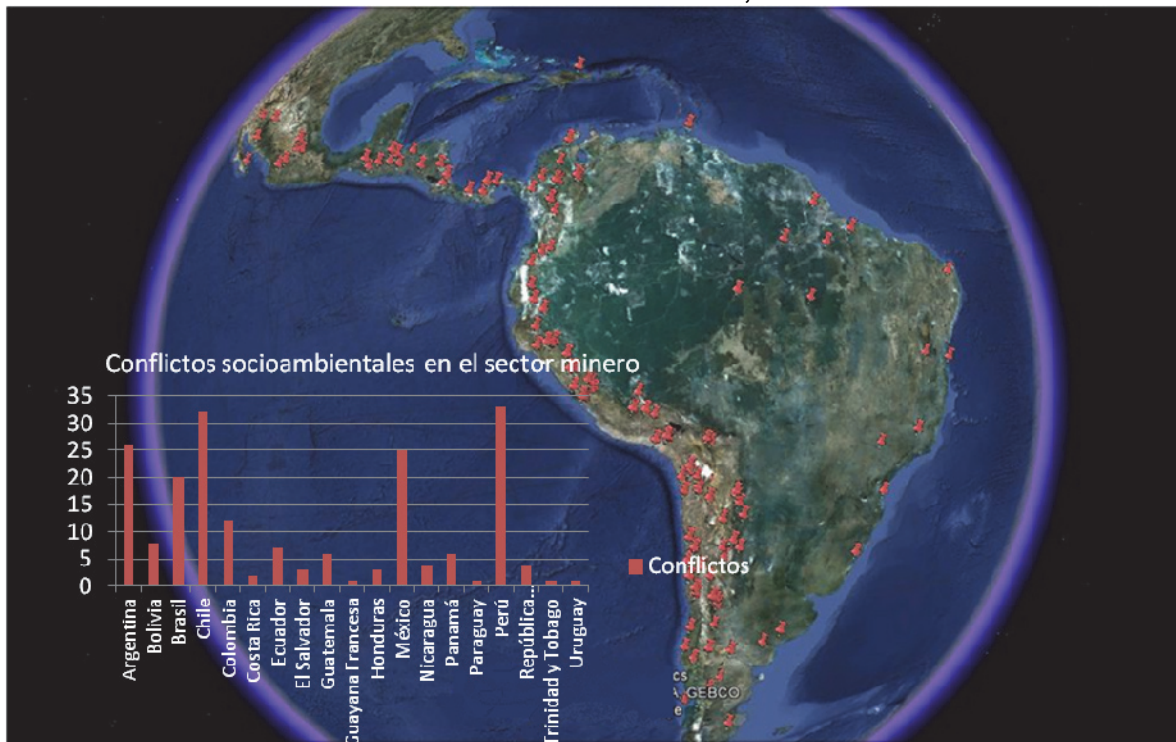 Conflictos socioambientales en el sector minero
35
30
25
20
15
10
5
0
Argentina
Bolivia
Brasil
Chile
Colombia
Costa Rica
Ecuador
El Salvador
Guatemala
Guayana Francesa
Honduras
México
Nicaragua
Panamá
Paraguay
Perú
República...
Trinidad y Tobago
Uruguay
Conflictos
GEBCO